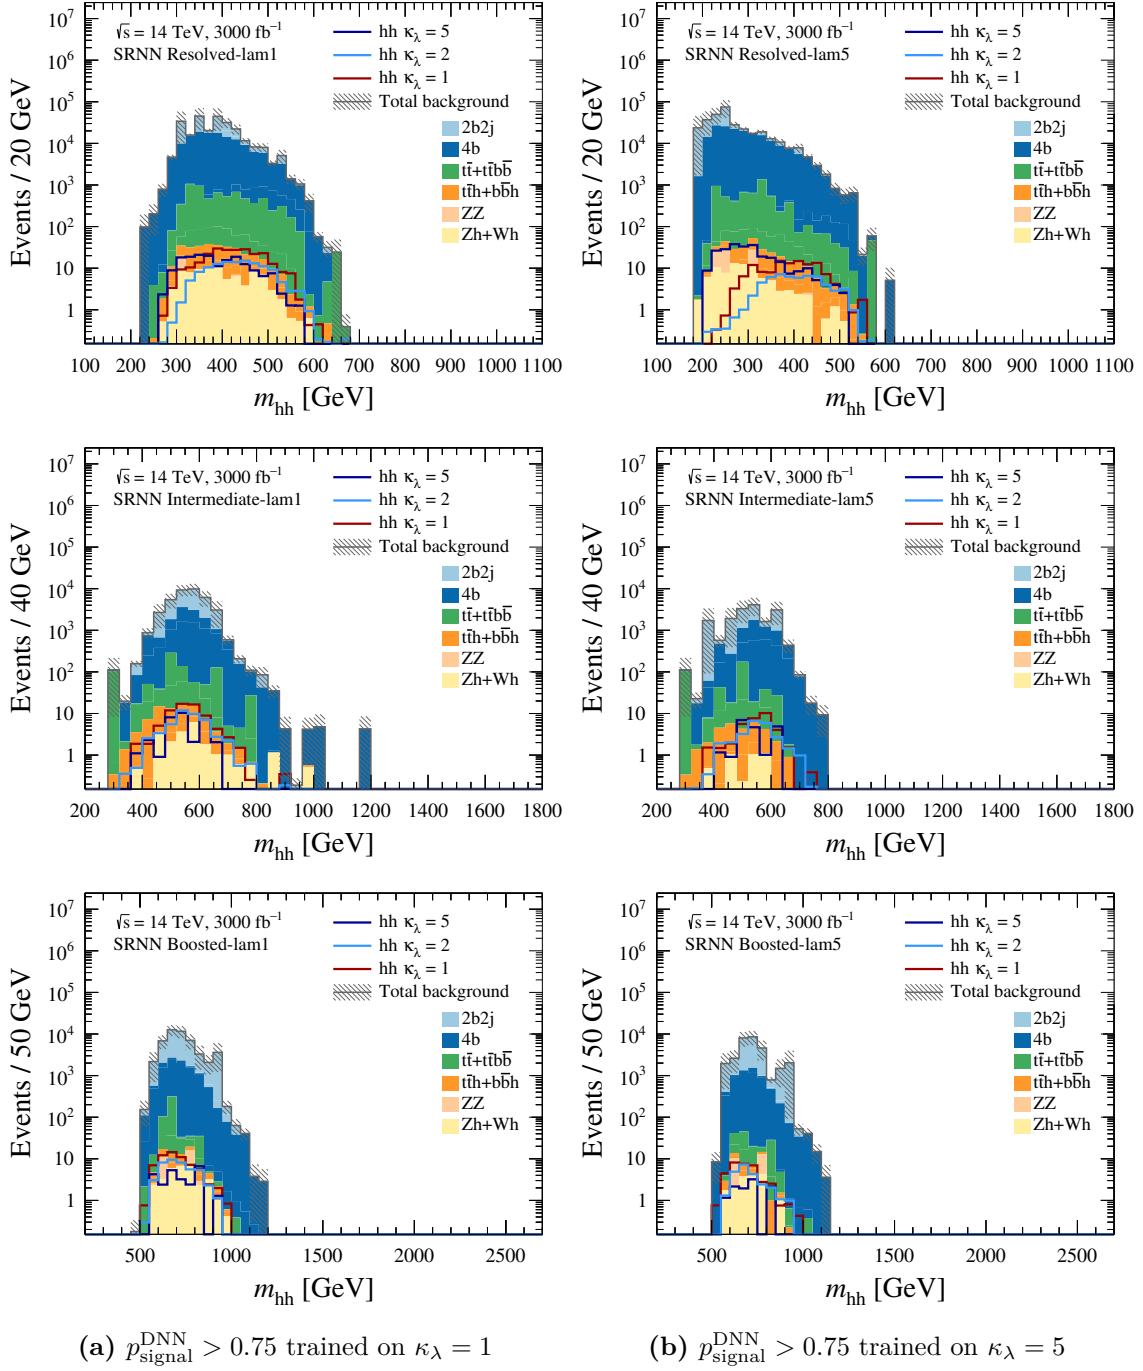 √s = 14 TeV, 3000 fb⁻¹
SRNN Resolved-lam1
hh κλ = 5
hh κλ = 2
hh κλ = 1
Total background
2b2j
4b
tt̄+tt̄bb̄
tt̄h+bb̄h
ZZ
Zh+Wh
Events / 20 GeV
10⁷
10⁶
10⁵
10⁴
10³
10²
10
1
100 200 300 400 500 600 700 800 900 1000 1100
m_hh [GeV]
√s = 14 TeV, 3000 fb⁻¹
SRNN Resolved-lam5
hh κλ = 5
hh κλ = 2
hh κλ = 1
Total background
2b2j
4b
tt̄+tt̄bb̄
tt̄h+bb̄h
ZZ
Zh+Wh
Events / 20 GeV
10⁷
10⁶
10⁵
10⁴
10³
10²
10
1
100 200 300 400 500 600 700 800 900 1000 1100
m_hh [GeV]
√s = 14 TeV, 3000 fb⁻¹
SRNN Intermediate-lam1
hh κλ = 5
hh κλ = 2
hh κλ = 1
Total background
2b2j
4b
tt̄+tt̄bb̄
tt̄h+bb̄h
ZZ
Zh+Wh
Events / 40 GeV
10⁷
10⁶
10⁵
10⁴
10³
10²
10
1
200 400 600 800 1000 1200 1400 1600 1800
m_hh [GeV]
√s = 14 TeV, 3000 fb⁻¹
SRNN Intermediate-lam5
hh κλ = 5
hh κλ = 2
hh κλ = 1
Total background
2b2j
4b
tt̄+tt̄bb̄
tt̄h+bb̄h
ZZ
Zh+Wh
Events / 40 GeV
10⁷
10⁶
10⁵
10⁴
10³
10²
10
1
200 400 600 800 1000 1200 1400 1600 1800
m_hh [GeV]
√s = 14 TeV, 3000 fb⁻¹
SRNN Boosted-lam1
hh κλ = 5
hh κλ = 2
hh κλ = 1
Total background
2b2j
4b
tt̄+tt̄bb̄
tt̄h+bb̄h
ZZ
Zh+Wh
Events / 50 GeV
10⁷
10⁶
10⁵
10⁴
10³
10²
10
1
500 1000 1500 2000 2500
m_hh [GeV]
√s = 14 TeV, 3000 fb⁻¹
SRNN Boosted-lam5
hh κλ = 5
hh κλ = 2
hh κλ = 1
Total background
2b2j
4b
tt̄+tt̄bb̄
tt̄h+bb̄h
ZZ
Zh+Wh
Events / 50 GeV
10⁷
10⁶
10⁵
10⁴
10³
10²
10
1
500 1000 1500 2000 2500
m_hh [GeV]
(a) p_signal^DNN > 0.75 trained on κλ = 1
(b) p_signal^DNN > 0.75 trained on κλ = 5